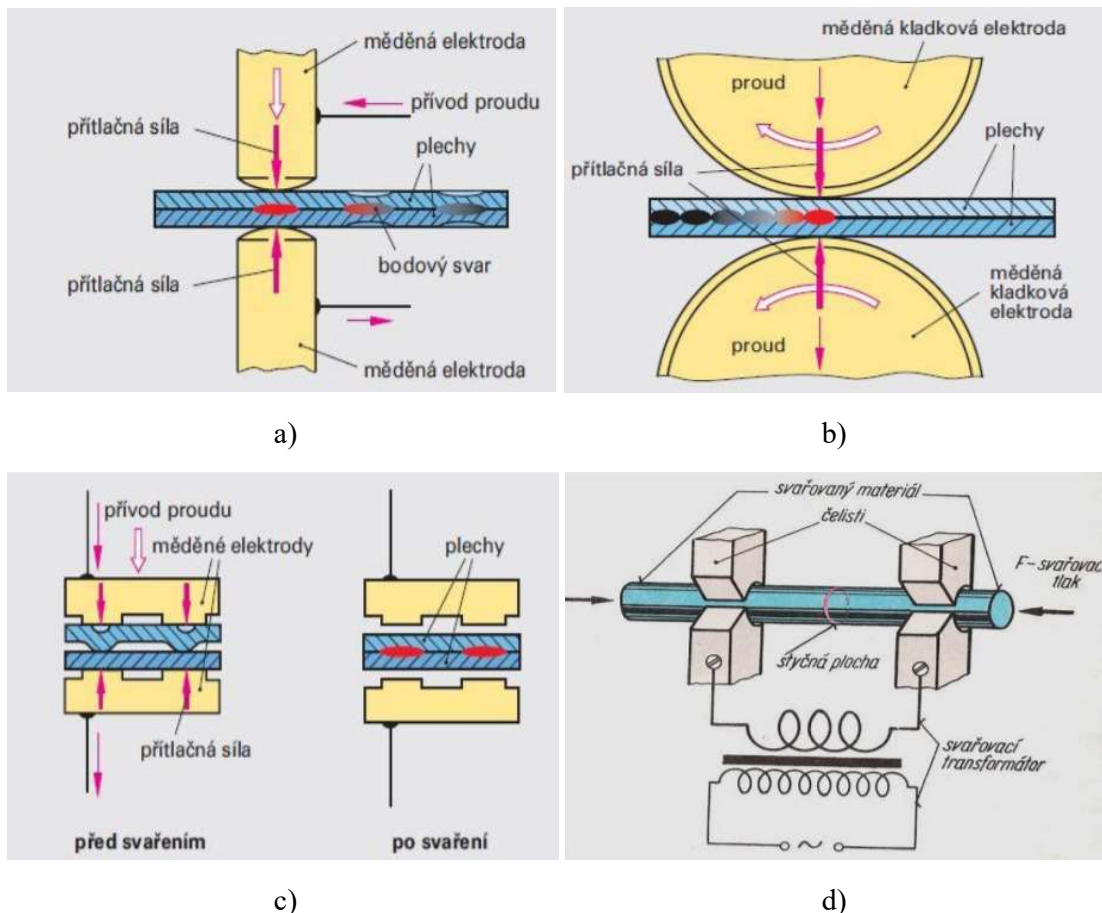 měděná elektroda
přívod proudu
přítlačná síla
plechy
bodový svar
přítlačná síla
měděná elektroda
a)
měděná kladková elektroda
proud
plechy
přítlačná síla
měděná
kladková
elektroda
proud
b)
přívod proudu
měděné elektrody
plechy
přítlačná síla
před svařením
po svaření
c)
svařovaný materiál
čelisti
F-svařovací
tlak
styčná plocha
svařovací
transformátor
~
d)